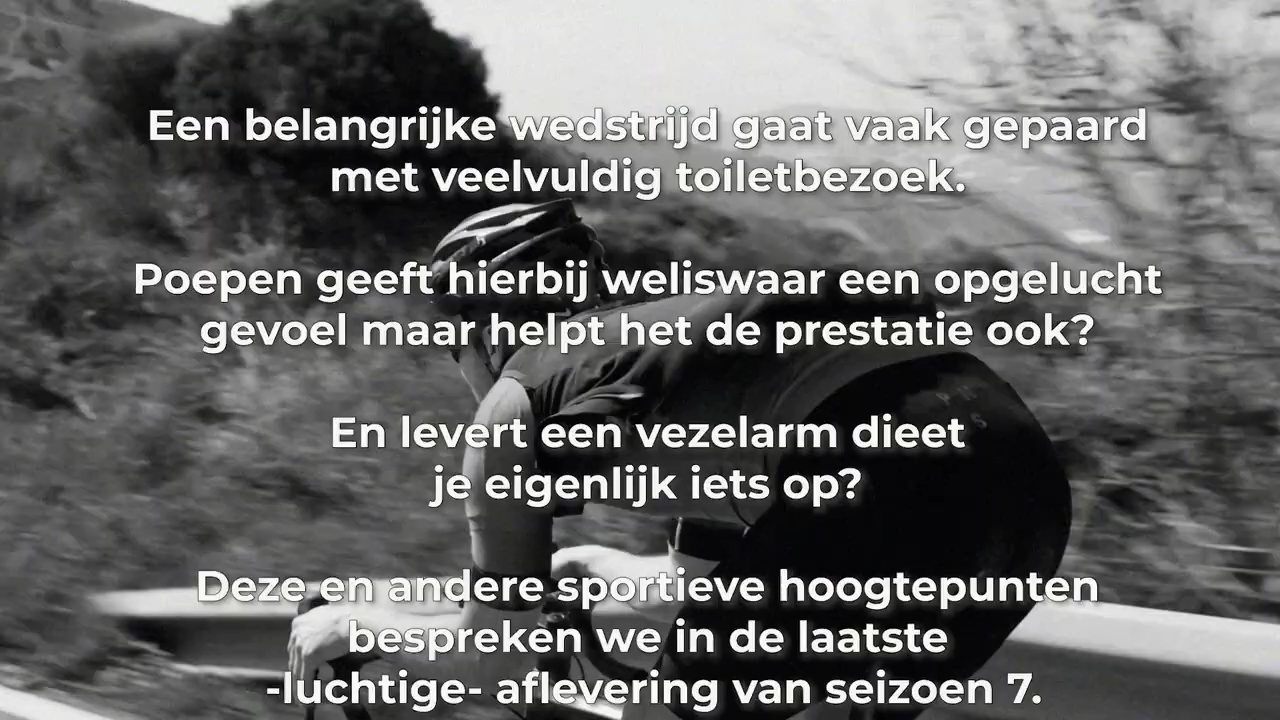 Een belangrijke wedstrijd gaat vaak gepaard
met veelvuldig toiletbezoek.
Poepen geeft hierbij weliswaar een opgelucht
gevoel maar helpt het de prestatie ook?
En levert een vezelarm dieet
je eigenlijk iets op?
Deze en andere sportieve hoogtepunten
bespreken we in de laatste
-luchtige- aflevering van seizoen 7.